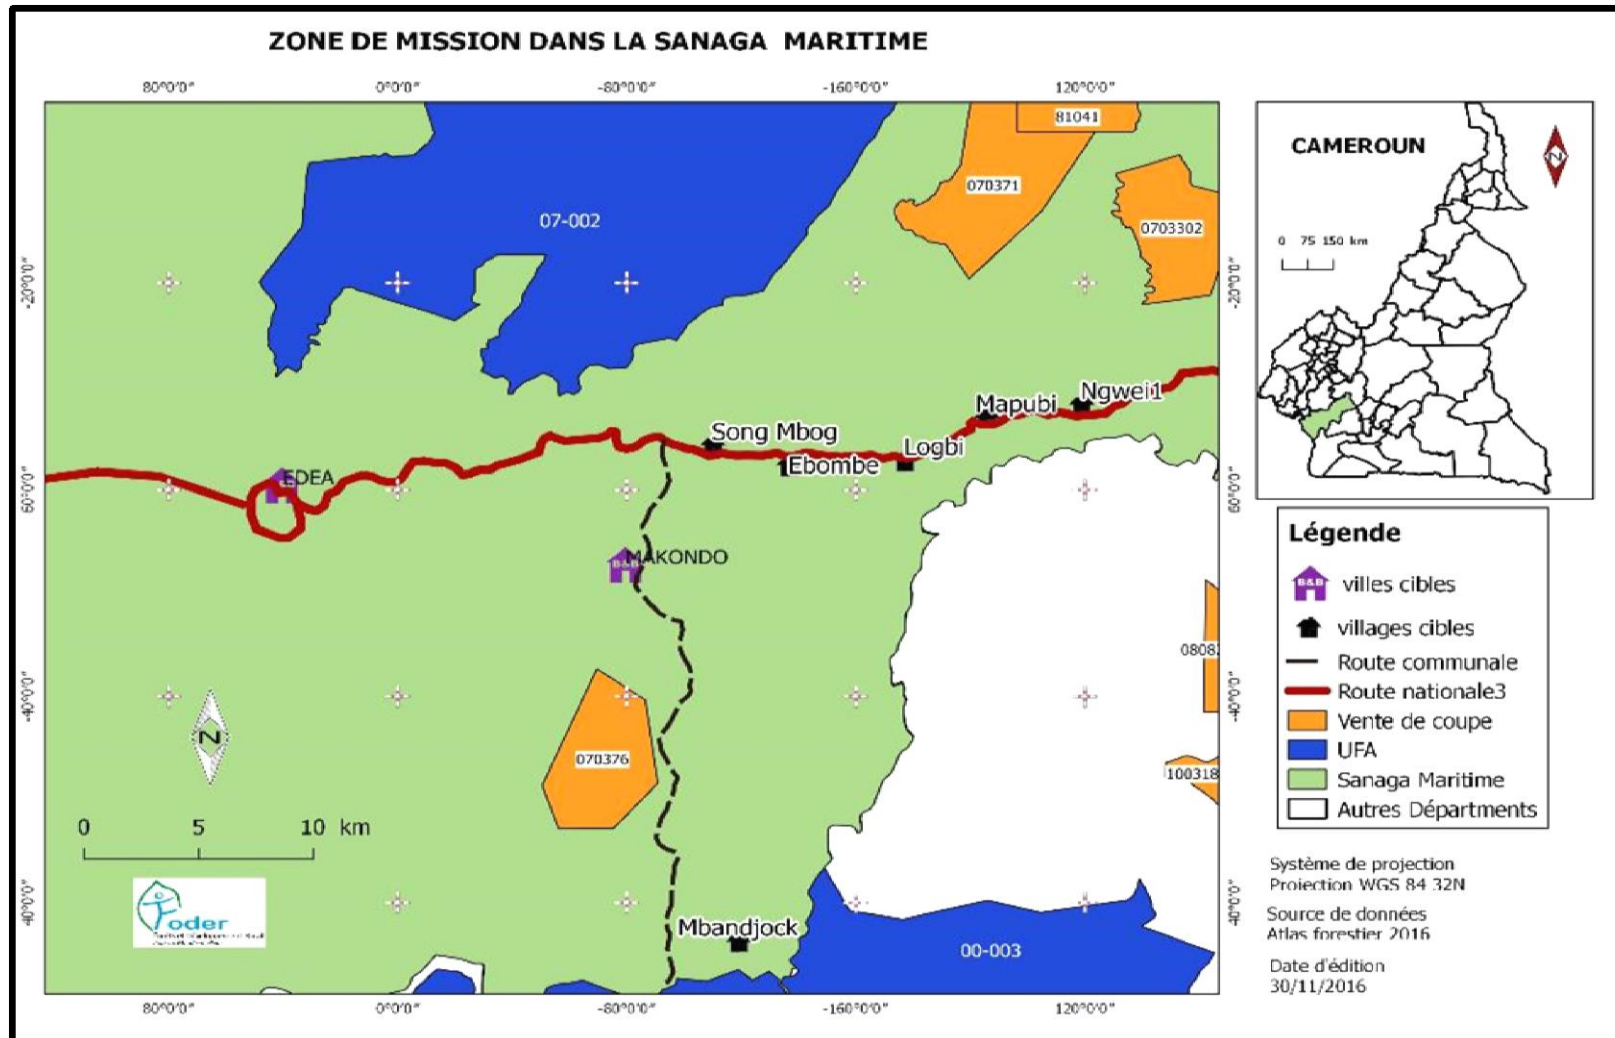 ZONE DE MISSION DANS LA SANAGA MARITIME
80°0'0" 0°0'0" -80°0'0" -160°0'0" 120°0'0"
-20°0'0" 60°0'0" -40°0'0" 40°0'0"
81041
070371
07-002
0703302
Ngwei1
Mapubi
Song Mbog
Logbi
Ebombe
EDEA
B&B
MAKONDO
0808
070376
100318
N
0 5 10 km
Foder
Mbandjock
00-003
-20°0'0" 60°0'0" -40°0'0" 40°0'0"
80°0'0" 0°0'0" -80°0'0" -160°0'0" 120°0'0"
CAMEROUN
N
0 75 150 km
Légende
B&B villes cibles
villages cibles
Route communale
Route nationale3
Vente de coupe
UFA
Sanaga Maritime
Autres Départments
Système de projection
Projection WGS 84 32N
Source de données
Atlas forestier 2016
Date d'édition
30/11/2016